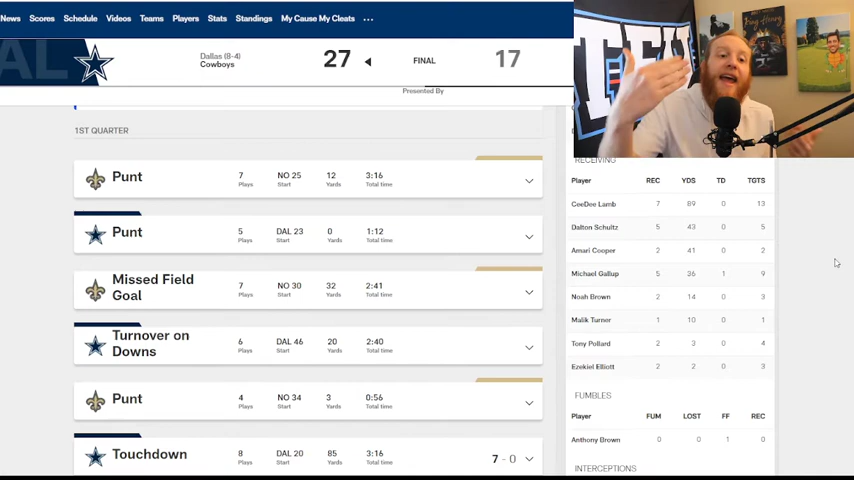 News Scores Schedule Videos Teams Players Stats Standings My Cause My Cleats ...
Dallas (8-4)
Cowboys
27
FINAL
17
Presented By
1ST QUARTER
Punt 7 NO 25 12 3:16
Plays Start Yards Total time
Punt 5 DAL 23 0 1:12
Plays Start Yards Total time
Missed Field Goal 7 NO 30 32 2:41
Plays Start Yards Total time
Turnover on Downs 6 DAL 46 20 2:40
Plays Start Yards Total time
Punt 4 NO 34 3 0:56
Plays Start Yards Total time
Touchdown 8 DAL 20 85 3:16 7 - 0
Plays Start Yards Total time
RECEIVING
Player REC YDS TD TGTS
CeeDee Lamb 7 89 0 13
Dalton Schultz 5 43 0 5
Amari Cooper 2 41 0 2
Michael Gallup 5 36 1 9
Noah Brown 2 14 0 3
Malik Turner 1 10 0 1
Tony Pollard 2 3 0 4
Ezekiel Elliott 2 2 0 3
FUMBLES
Player FUM LOST FF REC
Anthony Brown 0 0 1 0
INTERCEPTIONS